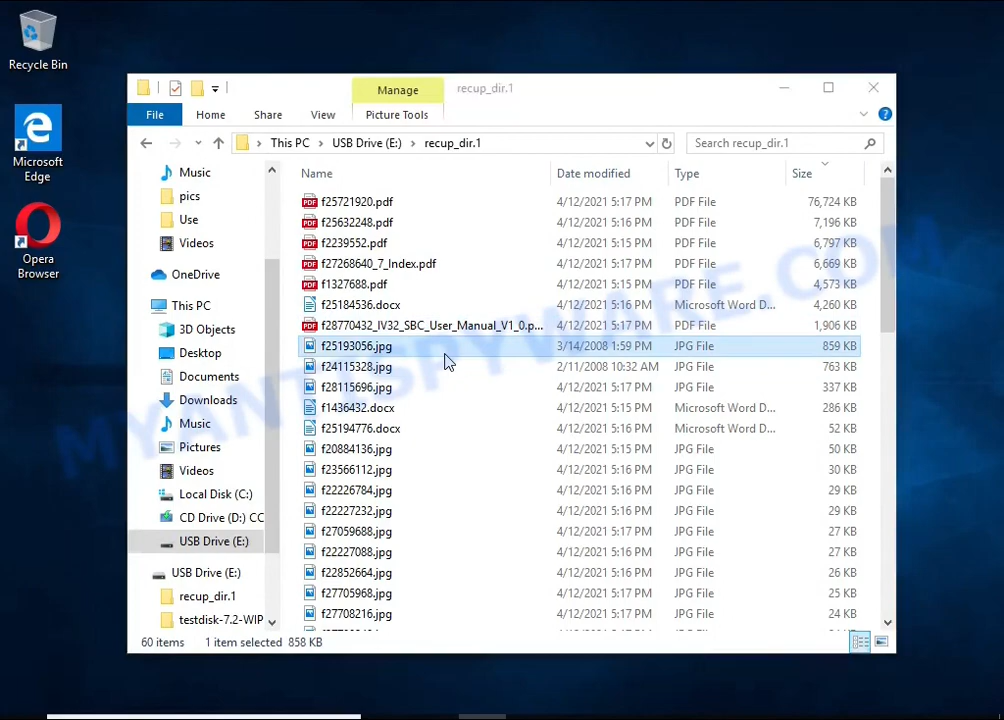 Recycle Bin
Microsoft
Edge
Opera
Browser
Manage
recup_dir.1
File
Home
Share
View
Picture Tools
This PC
USB Drive (E:)
recup_dir.1
Search recup_dir.1
Music
pics
Use
Videos
OneDrive
This PC
3D Objects
Desktop
Documents
Downloads
Music
Pictures
Videos
Local Disk (C:)
CD Drive (D:) CC
USB Drive (E:)
USB Drive (E:)
recup_dir.1
testdisk-7.2-WIP
Name Date modified Type Size
f25721920.pdf 4/12/2021 5:17 PM PDF File 76,724 KB
f25632248.pdf 4/12/2021 5:17 PM PDF File 7,196 KB
f2239552.pdf 4/12/2021 5:15 PM PDF File 6,797 KB
f27268640_7_Index.pdf 4/12/2021 5:17 PM PDF File 6,669 KB
f1327688.pdf 4/12/2021 5:15 PM PDF File 4,573 KB
f25184536.docx 4/12/2021 5:16 PM Microsoft Word D... 4,260 KB
f28770432_IV32_SBC_User_Manual_V1_0.p... 4/12/2021 5:17 PM PDF File 1,906 KB
f25193056.jpg 3/14/2008 1:59 PM JPG File 859 KB
f24115328.jpg 2/11/2008 10:32 AM JPG File 763 KB
f28115696.jpg 4/12/2021 5:17 PM JPG File 337 KB
f1436432.docx 4/12/2021 5:15 PM Microsoft Word D... 286 KB
f25194776.docx 4/12/2021 5:16 PM Microsoft Word D... 52 KB
f20884136.jpg 4/12/2021 5:15 PM JPG File 50 KB
f23566112.jpg 4/12/2021 5:16 PM JPG File 30 KB
f22226784.jpg 4/12/2021 5:16 PM JPG File 29 KB
f22227232.jpg 4/12/2021 5:16 PM JPG File 29 KB
f27059688.jpg 4/12/2021 5:17 PM JPG File 27 KB
f22227088.jpg 4/12/2021 5:16 PM JPG File 27 KB
f22852664.jpg 4/12/2021 5:16 PM JPG File 26 KB
f27705968.jpg 4/12/2021 5:17 PM JPG File 25 KB
f27708216.jpg 4/12/2021 5:17 PM JPG File 24 KB
60 items 1 item selected 858 KB
MYANTISPYWARE.COM